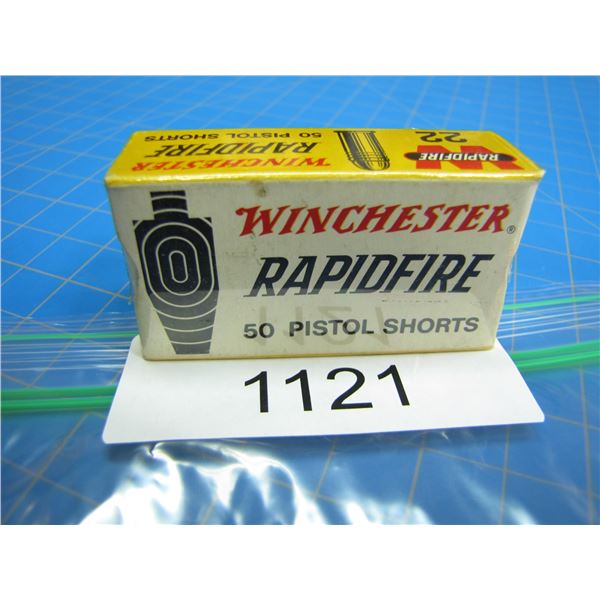 22
RAPIDFIRE
W
WINCHESTER
RAPIDFIRE
50 PISTOL SHORTS
WINCHESTER®
RAPIDFIRE
50 PISTOL SHORTS
1121